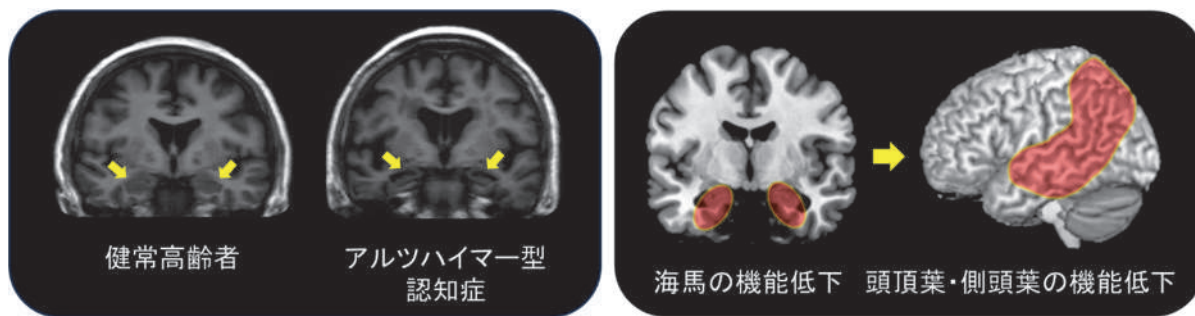 健常高齢者
アルツハイマー型
認知症
海馬の機能低下
頭頂葉・側頭葉の機能低下